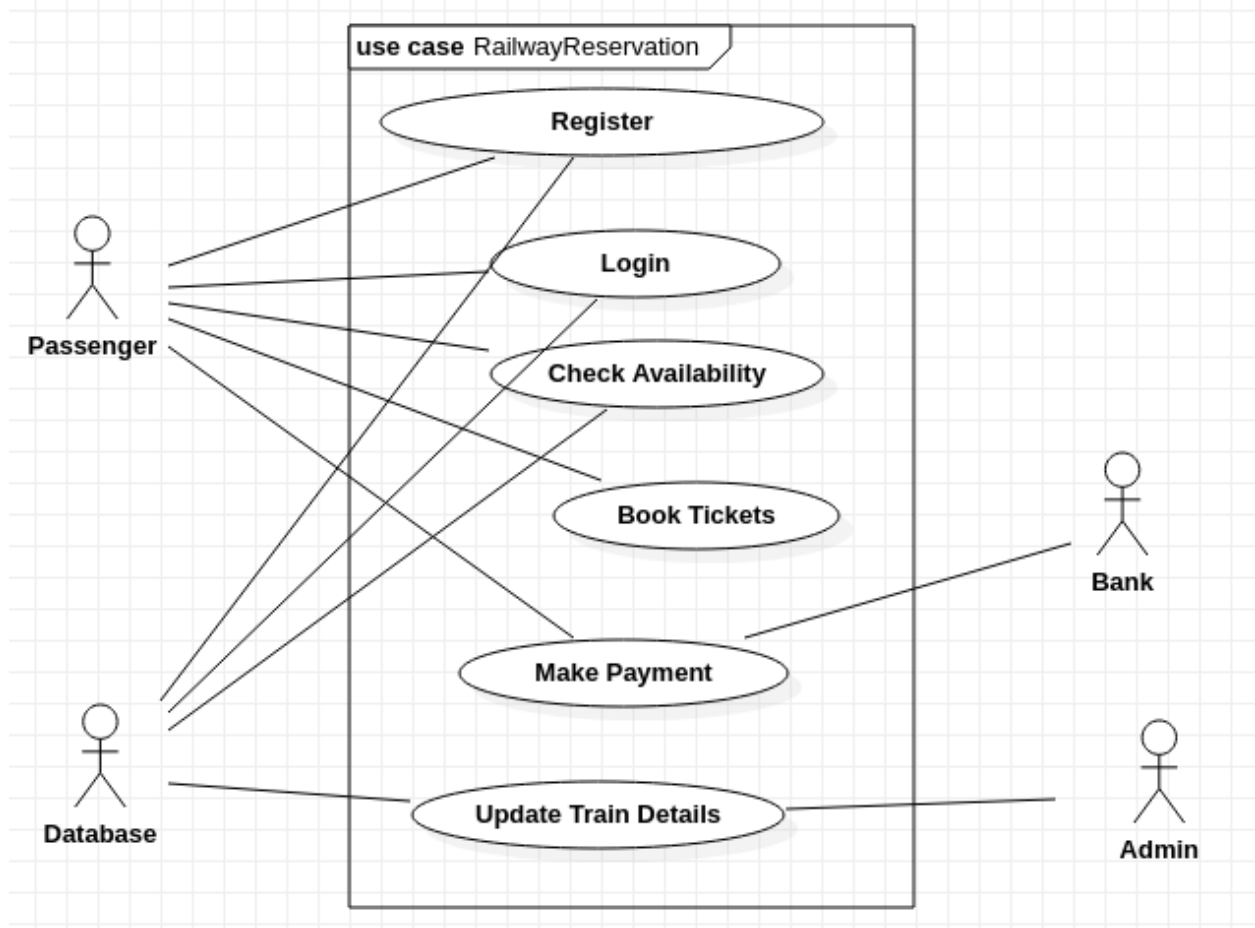 use case RailwayReservation
Register
Login
Passenger
Check Availability
Book Tickets
Bank
Make Payment
Update Train Details
Database
Admin